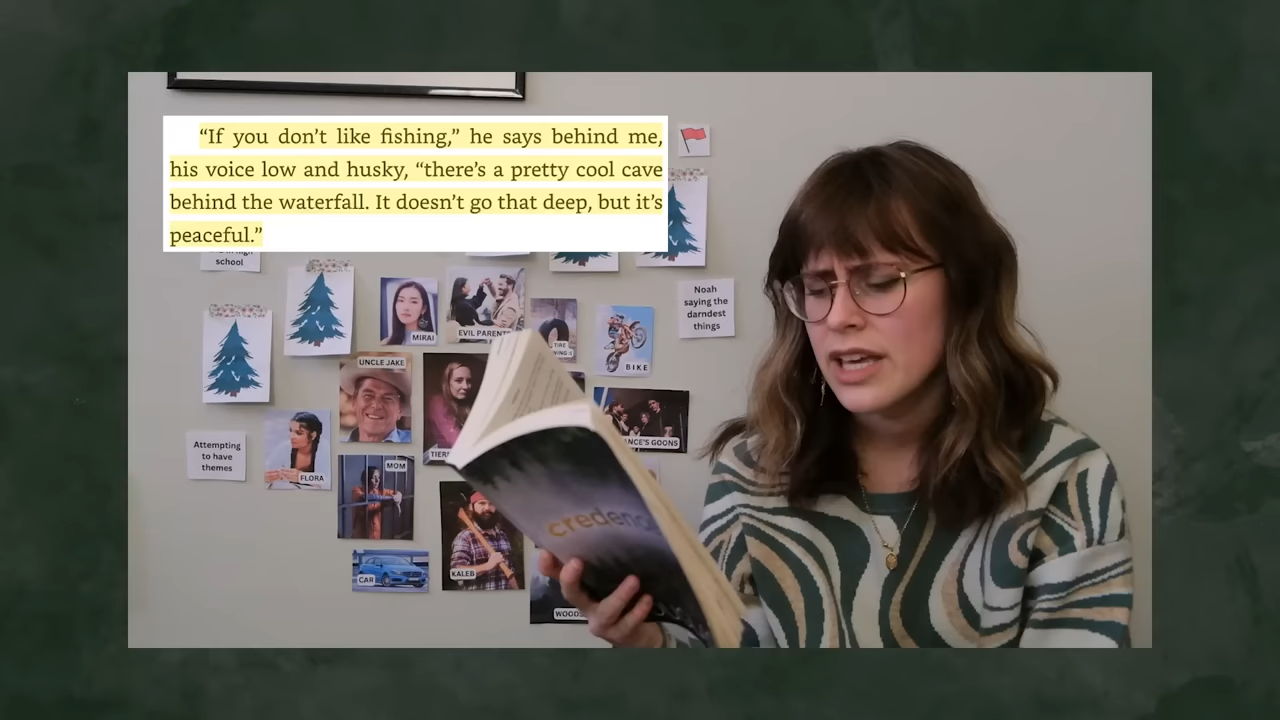 “If you don’t like fishing,” he says behind me,
his voice low and husky, “there’s a pretty cool cave
behind the waterfall. It doesn’t go that deep, but it’s
peaceful.”
school
Noah
saying the
darndest
things
MIRAI
EVIL PARENTS
TIRE
BIKE
UNCLE JAKE
Attempting
to have
themes
FLORA
MOM
KALEB
CAR